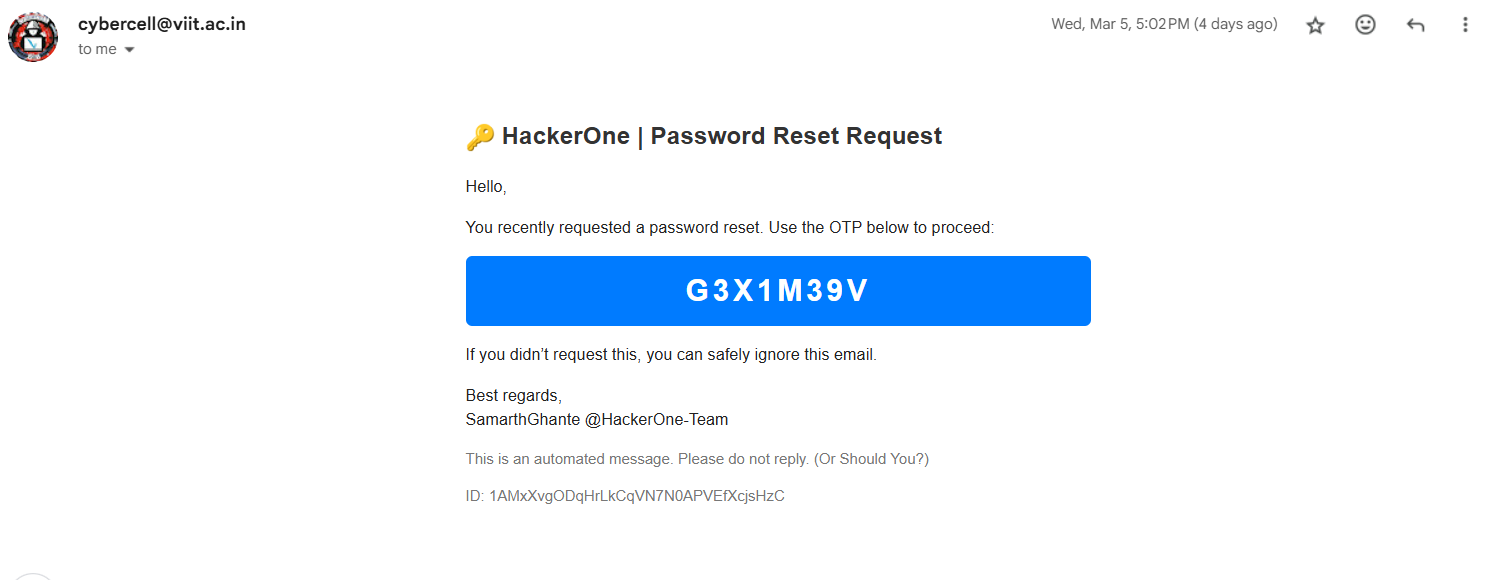 cybercell@viit.ac.in
Wed, Mar 5, 5:02 PM (4 days ago)
to me
🔑 HackerOne | Password Reset Request
Hello,
You recently requested a password reset. Use the OTP below to proceed:
G3X1M39V
If you didn’t request this, you can safely ignore this email.
Best regards,
SamarthGhante @HackerOne-Team
This is an automated message. Please do not reply. (Or Should You?)
ID: 1AMxXvgODqHrLkCqVN7N0APVEfXcjsHzC